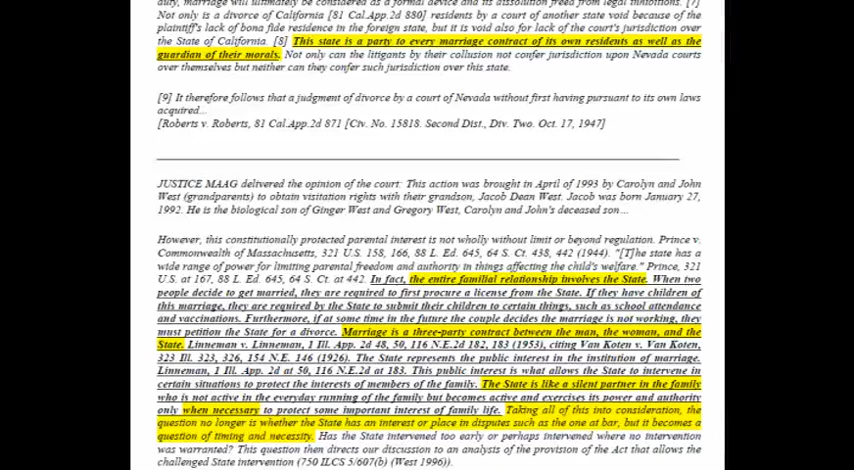 duty, marriage will ultimately be considered as a formal device and its dissolution freed from legal inhibitions. [7]
Not only is a divorce of California [81 Cal.App.2d 880] residents by a court of another state void because of the
plaintiff's lack of bona fide residence in the foreign state, but it is void also for lack of the court's jurisdiction over
the State of California. [8] This state is a party to every marriage contract of its own residents as well as the
guardian of their morals. Not only can the litigants by their collusion not confer jurisdiction upon Nevada courts
over themselves but neither can they confer such jurisdiction over this state.
[9] It therefore follows that a judgment of divorce by a court of Nevada without first having pursuant to its own laws
acquired...
[Roberts v. Roberts, 81 Cal.App.2d 871 [Civ. No. 15818. Second Dist., Div. Two. Oct. 17, 1947]
JUSTICE MAAG delivered the opinion of the court: This action was brought in April of 1993 by Carolyn and John
West (grandparents) to obtain visitation rights with their grandson, Jacob Dean West. Jacob was born January 27,
1992. He is the biological son of Ginger West and Gregory West, Carolyn and John's deceased son...
However, this constitutionally protected parental interest is not wholly without limit or beyond regulation. Prince v.
Commonwealth of Massachusetts, 321 U.S. 158, 166, 88 L. Ed. 645, 64 S. Ct. 438, 442 (1944). "[T]he state has a
wide range of power for limiting parental freedom and authority in things affecting the child's welfare." Prince, 321
U.S. at 167, 88 L. Ed. 645, 64 S. Ct. at 442. In fact, the entire familial relationship involves the State. When two
people decide to get married, they are required to first procure a license from the State. If they have children of
this marriage, they are required by the State to submit their children to certain things, such as school attendance
and vaccinations. Furthermore, if at some time in the future the couple decides the marriage is not working, they
must petition the State for a divorce. Marriage is a three-party contract between the man, the woman, and the
State. Linneman v. Linneman, 1 Ill. App. 2d 48, 50, 116 N.E.2d 182, 183 (1953), citing Van Koten v. Van Koten,
323 Ill. 323, 326, 154 N.E. 146 (1926). The State represents the public interest in the institution of marriage.
Linneman, 1 Ill. App. 2d at 50, 116 N.E.2d at 183. This public interest is what allows the State to intervene in
certain situations to protect the interests of members of the family. The State is like a silent partner in the family
who is not active in the everyday running of the family but becomes active and exercises its power and authority
only when necessary to protect some important interest of family life. Taking all of this into consideration, the
question no longer is whether the State has an interest or place in disputes such as the one at bar, but it becomes a
question of timing and necessity. Has the State intervened too early or perhaps intervened where no intervention
was warranted? This question then directs our discussion to an analysis of the provision of the Act that allows the
challenged State intervention (750 ILCS 5/607(b) (West 1996)).